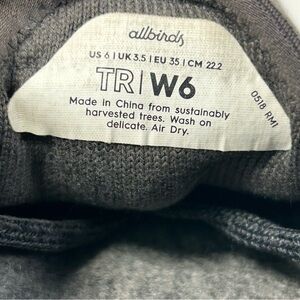 allbirds
US 6 | UK 3.5 | EU 35 | CM 22.2
TR | W6
Made in China from sustainably
harvested trees. Wash on
delicate. Air Dry.
0518 RM1